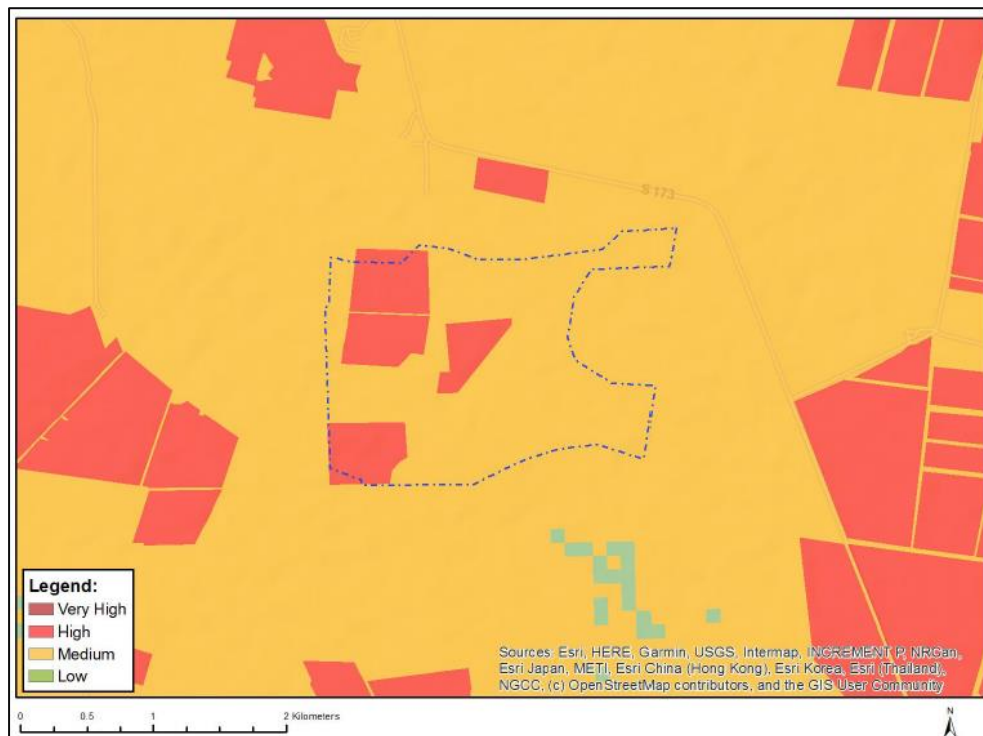 S 173
Legend:
Very High
High
Medium
Low
Sources: Esri, HERE, Garmin, USGS, Intermap, INCREMENT P, NRCan,
Esri Japan, METI, Esri China (Hong Kong), Esri Korea, Esri (Thailand),
NGCC, (c) OpenStreetMap contributors, and the GIS User Community
0 0.5 1 2 Kilometers
N